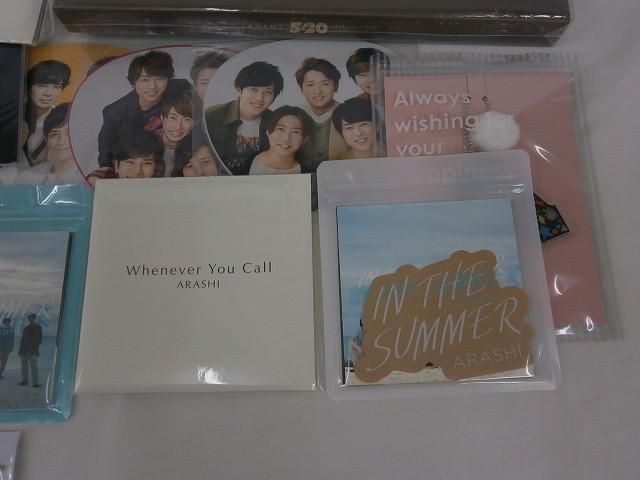 5×20
Always
wishing
your
Whenever You Call
ARASHI
IN THE
SUMMER
ARASHI